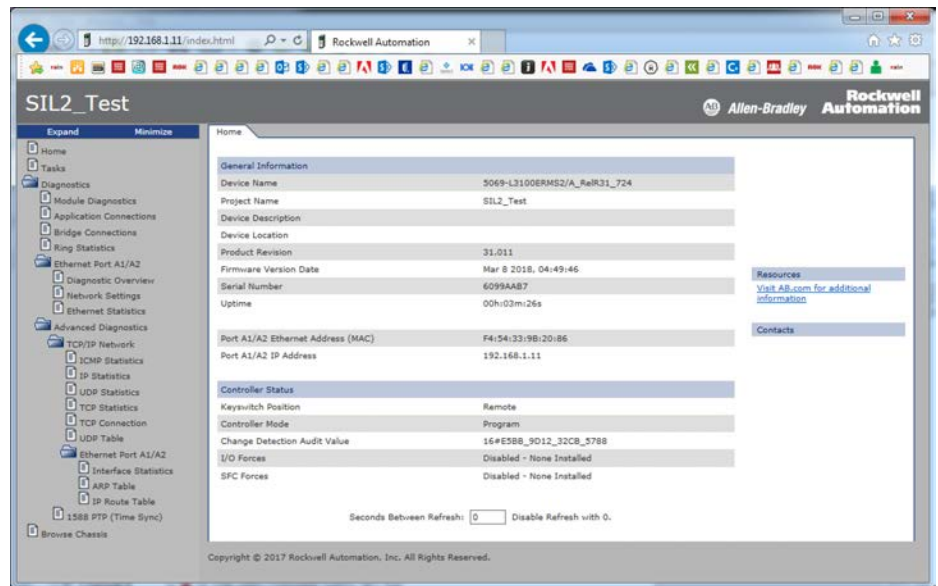 http://192.168.1.11/index.html
Rockwell Automation
SIL2_Test
Allen-Bradley
Rockwell
Automation
Expand Minimize
Home
Tasks
Diagnostics
Module Diagnostics
Application Connections
Bridge Connections
Ring Statistics
Ethernet Port A1/A2
Diagnostic Overview
Network Settings
Ethernet Statistics
Advanced Diagnostics
TCP/IP Network
ICMP Statistics
IP Statistics
UDP Statistics
TCP Statistics
TCP Connection
UDP Table
Ethernet Port A1/A2
Interface Statistics
ARP Table
IP Route Table
1588 PTP (Time Sync)
Browse Chassis
Home
General Information
Device Name 5069-L3100ERMS2/A_RelR31_724
Project Name SIL2_Test
Device Description
Device Location
Product Revision 31.011
Firmware Version Date Mar 8 2018, 04:49:46
Serial Number 6099AAB7
Uptime 00h:03m:26s
Port A1/A2 Ethernet Address (MAC) F4:54:33:9B:20:86
Port A1/A2 IP Address 192.168.1.11
Controller Status
Keyswitch Position Remote
Controller Mode Program
Change Detection Audit Value 16#E5BB_9D12_32CB_5788
I/O Forces Disabled - None Installed
SFC Forces Disabled - None Installed
Seconds Between Refresh: 0 Disable Refresh with 0.
Resources
Visit AB.com for additional
information
Contacts
Copyright © 2017 Rockwell Automation, Inc. All Rights Reserved.